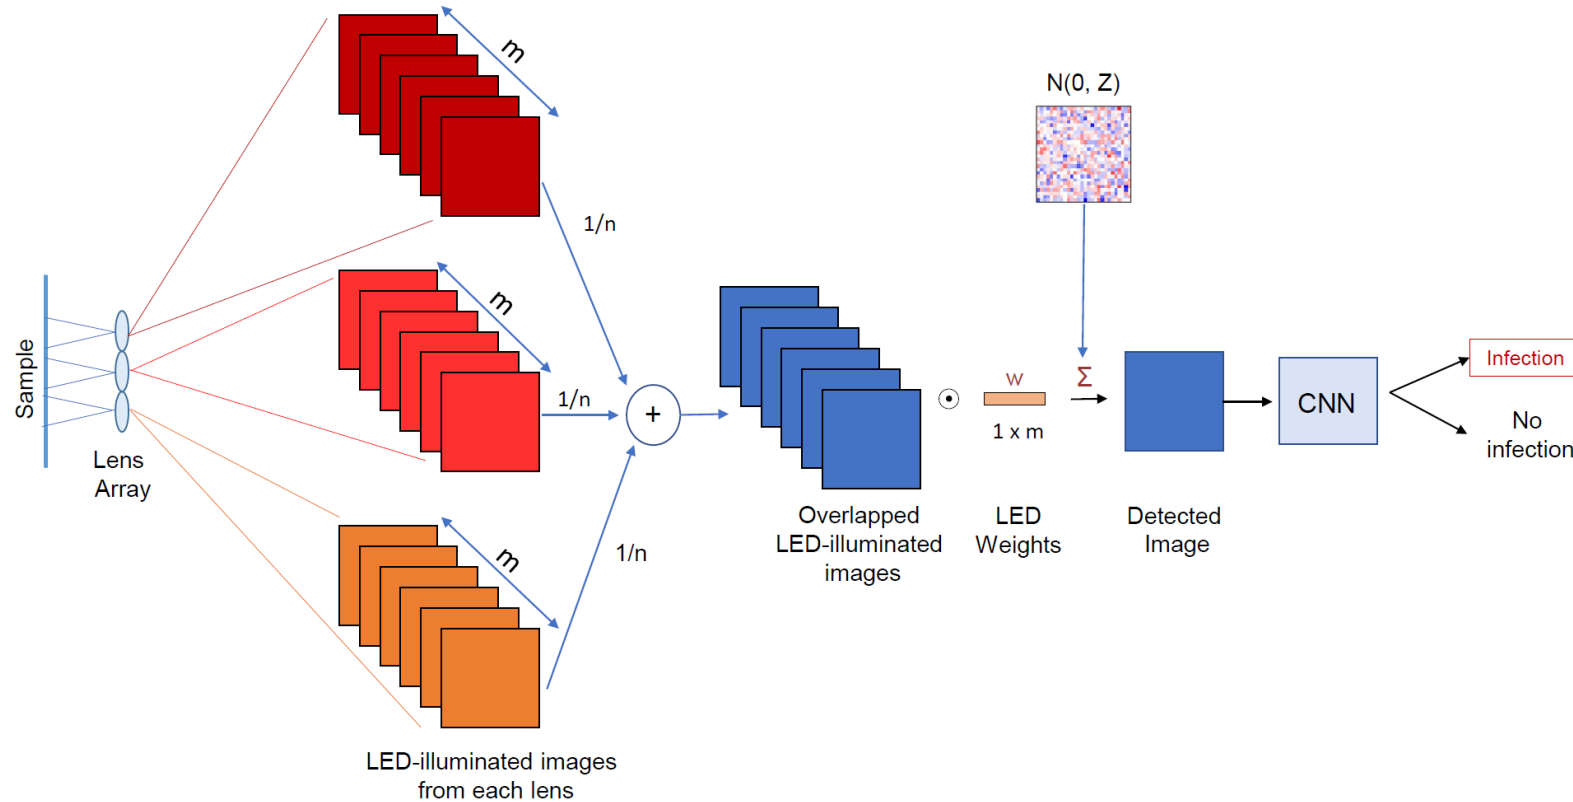 m
N(0, Z)
1/n
m
Sample
1/n
+
w
Σ
1 x m
CNN
Infection
No
infection
Lens
Array
Overlapped
LED-illuminated
images
LED
Weights
Detected
Image
m
1/n
LED-illuminated images
from each lens